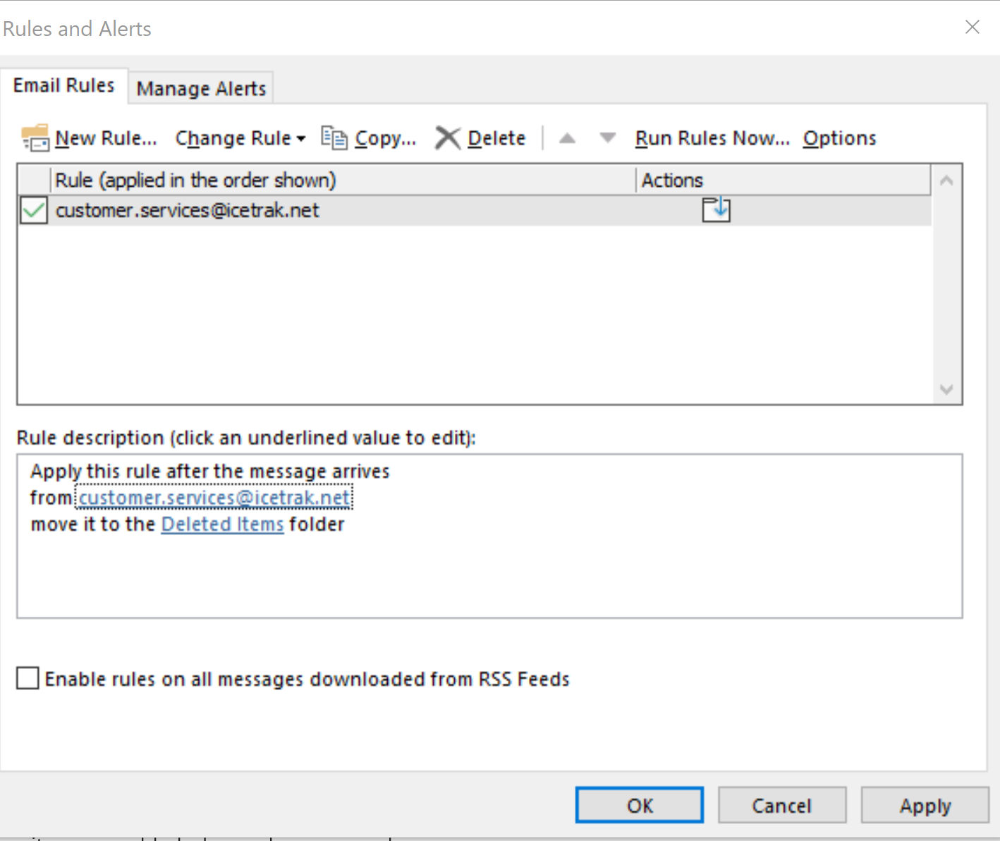 Rules and Alerts
Email Rules
Manage Alerts
New Rule... Change Rule Copy... Delete Run Rules Now... Options
Rule (applied in the order shown) Actions
customer.services@icetrak.net
Rule description (click an underlined value to edit):
Apply this rule after the message arrives
from customer.services@icetrak.net
move it to the Deleted Items folder
Enable rules on all messages downloaded from RSS Feeds
OK Cancel Apply